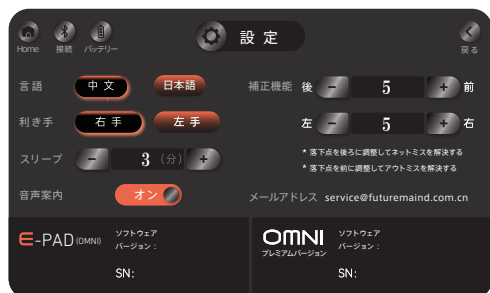 設定
Home 接続 バッテリー 戻る
言語 中文 日本語
補正機能 後 - 5 + 前
利き手 右手 左手
左 - 5 + 右
スリープ - 3 (分) +
* 落下点を後ろに調整してネットミスを解決する
* 落下点を前に調整してアウトミスを解決する
音声案内 オン
メールアドレス service@futuremaind.com.cn
E-PAD (OMNI)
ソフトウェア
バージョン :
SN:
OMNI
プレミアムバージョン
ソフトウェア
バージョン :
SN: